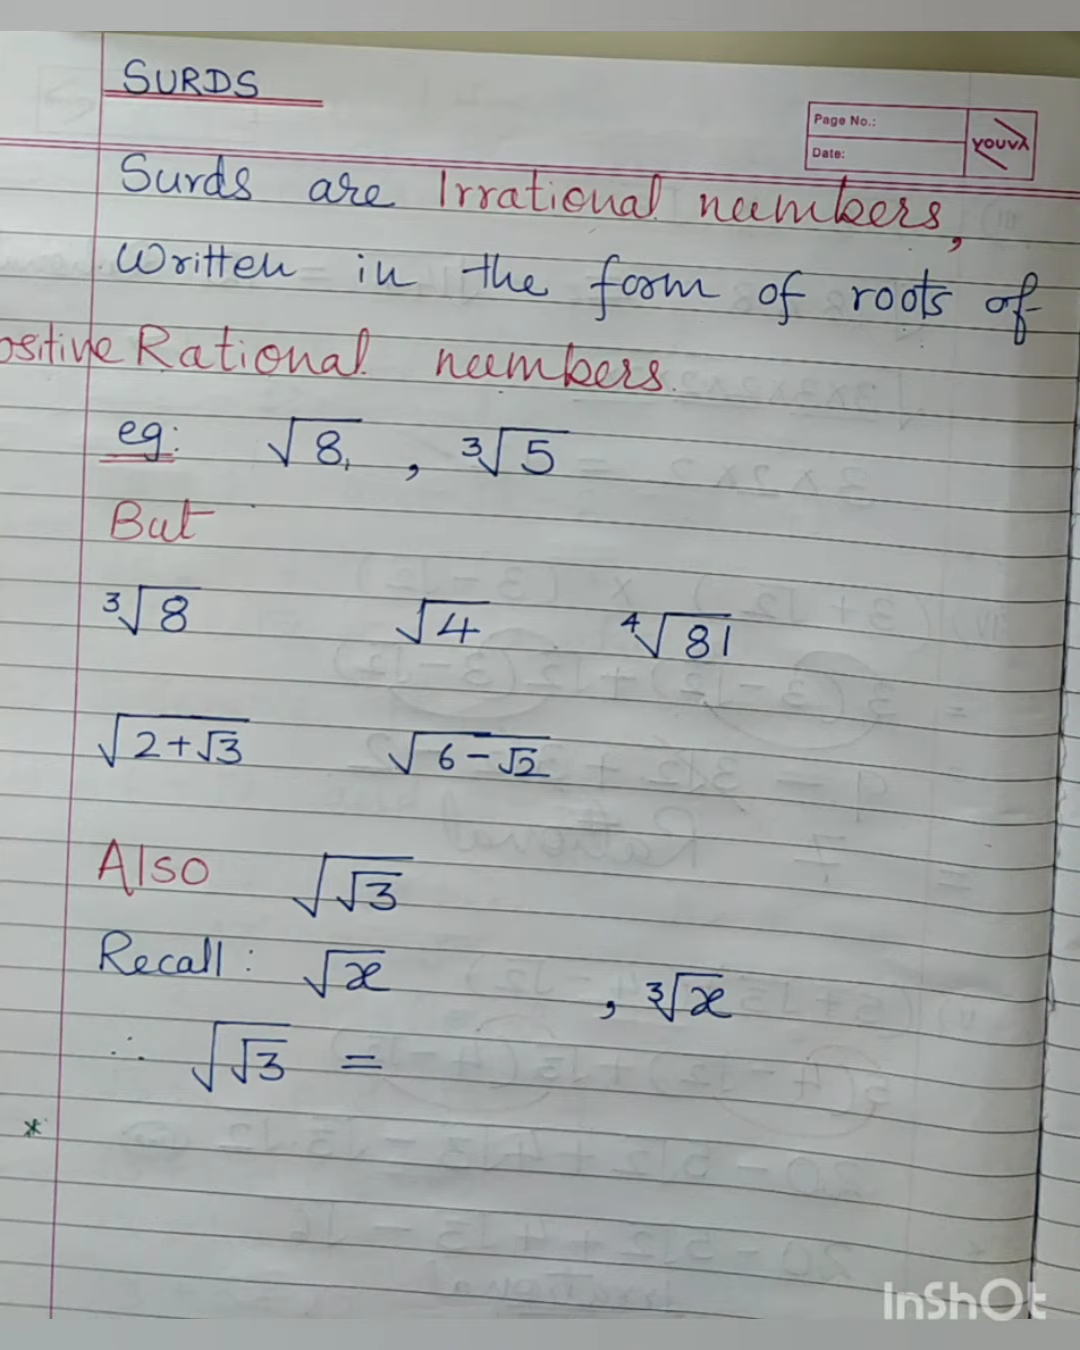 SURDS
Page No.:
Date:
YOUVA
Surds are Irrational numbers,
Written in the form of roots of
ositive Rational numbers.
eg: √8, , ∛5
But
∛8 √4 ∜81
√(2+√3) √(6-√2)
Also √(√3)
Recall: √x , ∛x
∴ √(√3) =
*
InShOt